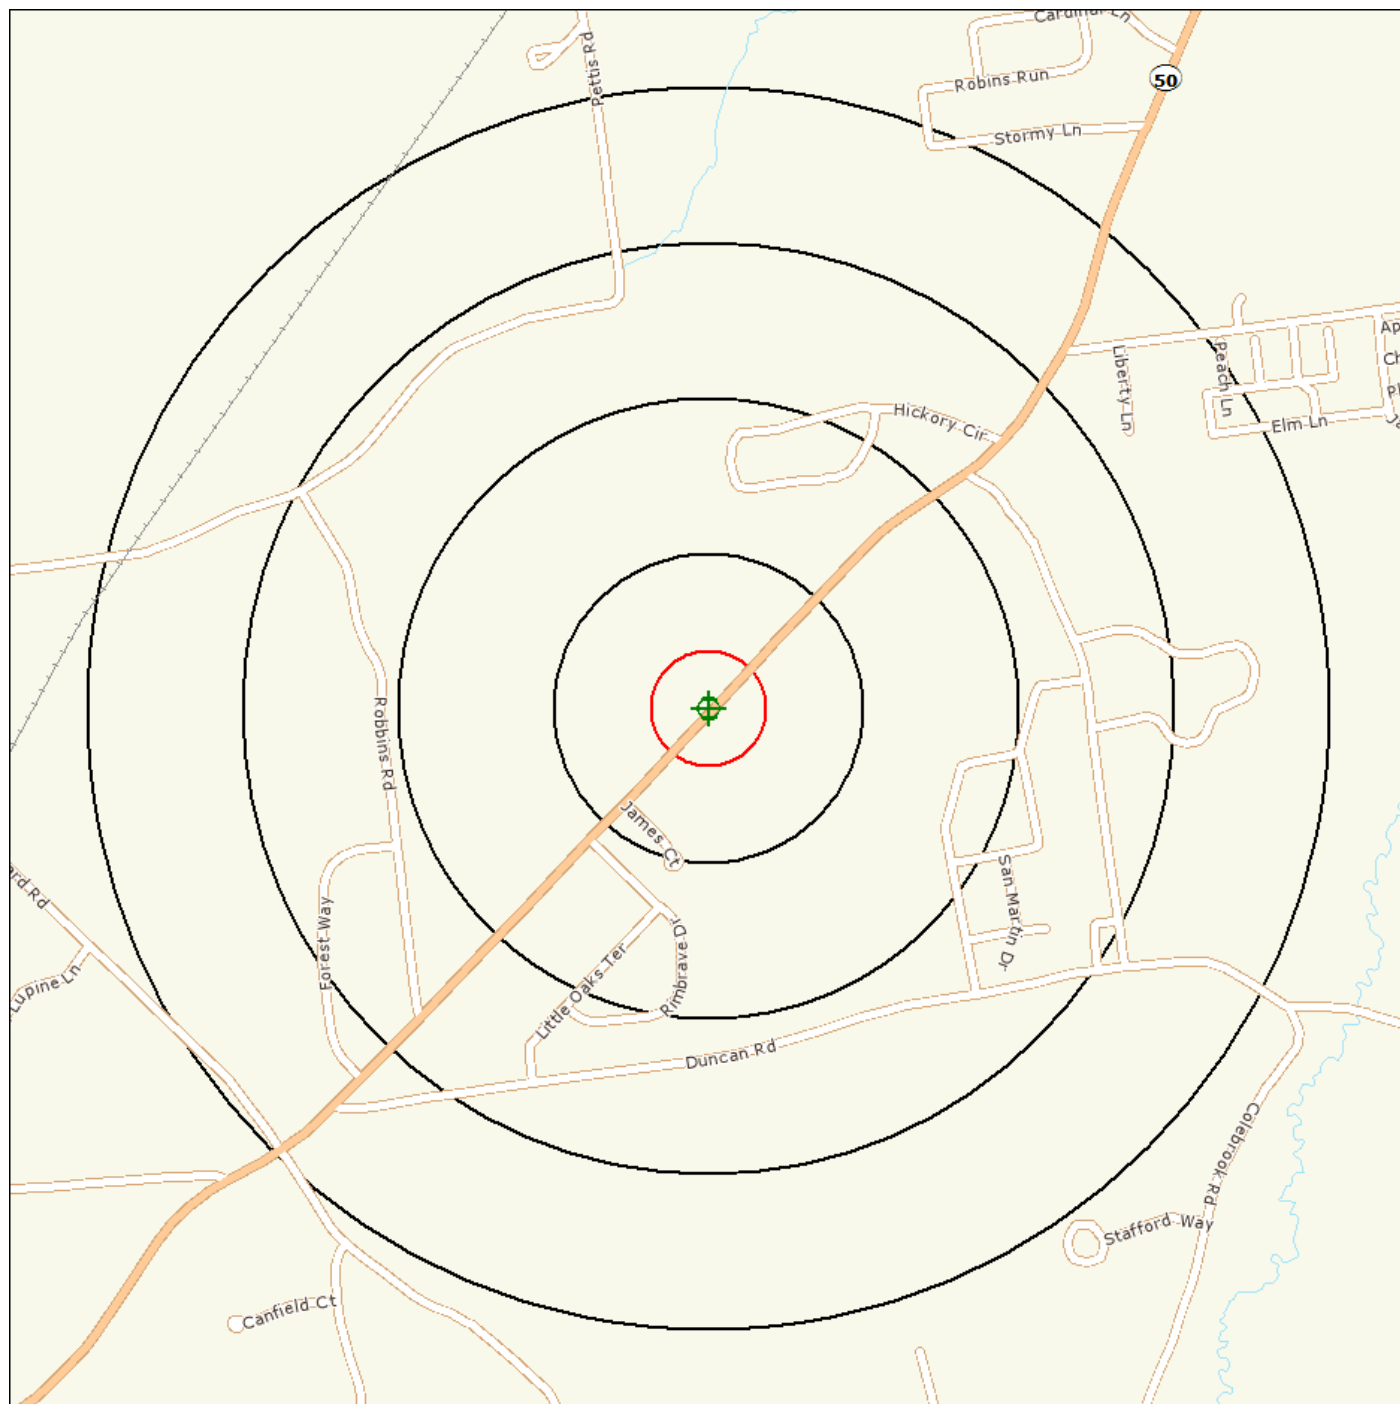 Cardinal Ln
Pettis Rd
Robins Run
50
Stormy Ln
Liberty Ln
Peach Ln
Hickory Cir
Elm Ln
Robbins Rd
James Ct
San Martin Dr
Forest Way
Rimbrave Dr
Little Oaks Ter
Lupine Ln
Duncan Rd
Colebrook Rd
Stafford Way
Canfield Ct